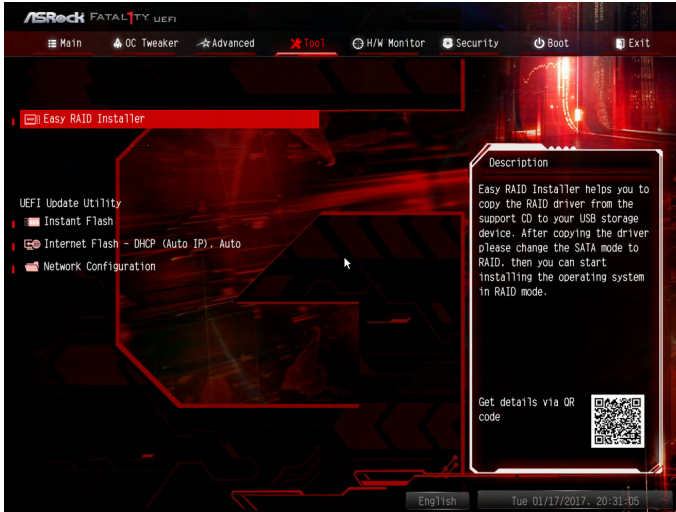 ASRock FATAL1TY UEFI
Main OC Tweaker Advanced Tool H/W Monitor Security Boot Exit
Easy RAID Installer
UEFI Update Utility
Instant Flash
Internet Flash - DHCP (Auto IP), Auto
Network Configuration
Description
Easy RAID Installer helps you to
copy the RAID driver from the
support CD to your USB storage
device. After copying the driver
please change the SATA mode to
RAID, then you can start
installing the operating system
in RAID mode.
Get details via QR
code
English
Tue 01/17/2017, 20:31:05